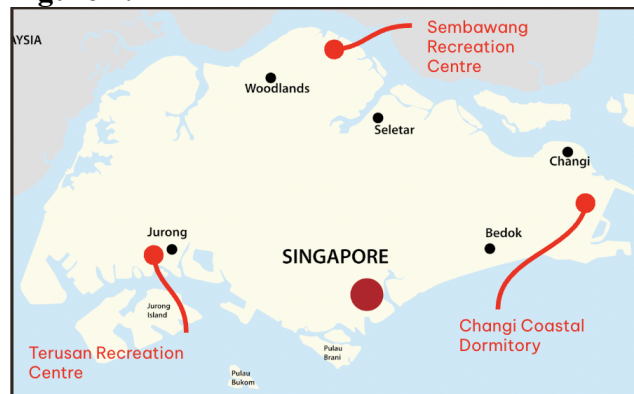 AYSIA
Sembawang
Recreation
Centre
Woodlands
Seletar
Changi
Jurong
SINGAPORE
Bedok
Jurong
Island
Terusan Recreation
Centre
Pulau
Brani
Pulau
Bukom
Changi Coastal
Dormitory